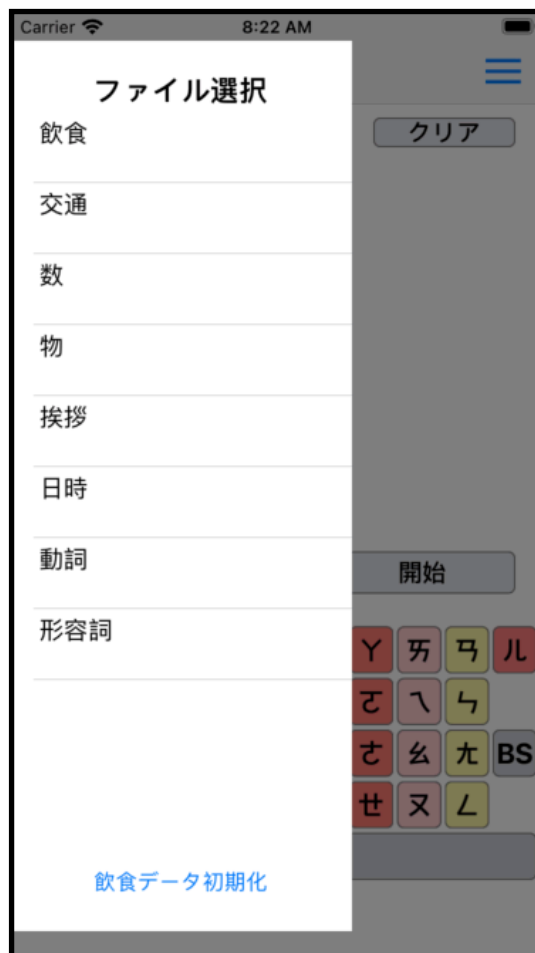 Carrier 8:22 AM
ファイル選択
飲食
クリア
交通
数
物
挨拶
日時
動詞
開始
形容詞
ㄚ ㄞ ㄢ ㄦ
ㄛ ㄟ ㄣ
ㄜ ㄠ ㄤ BS
ㄝ ㄡ ㄥ
飲食データ初期化